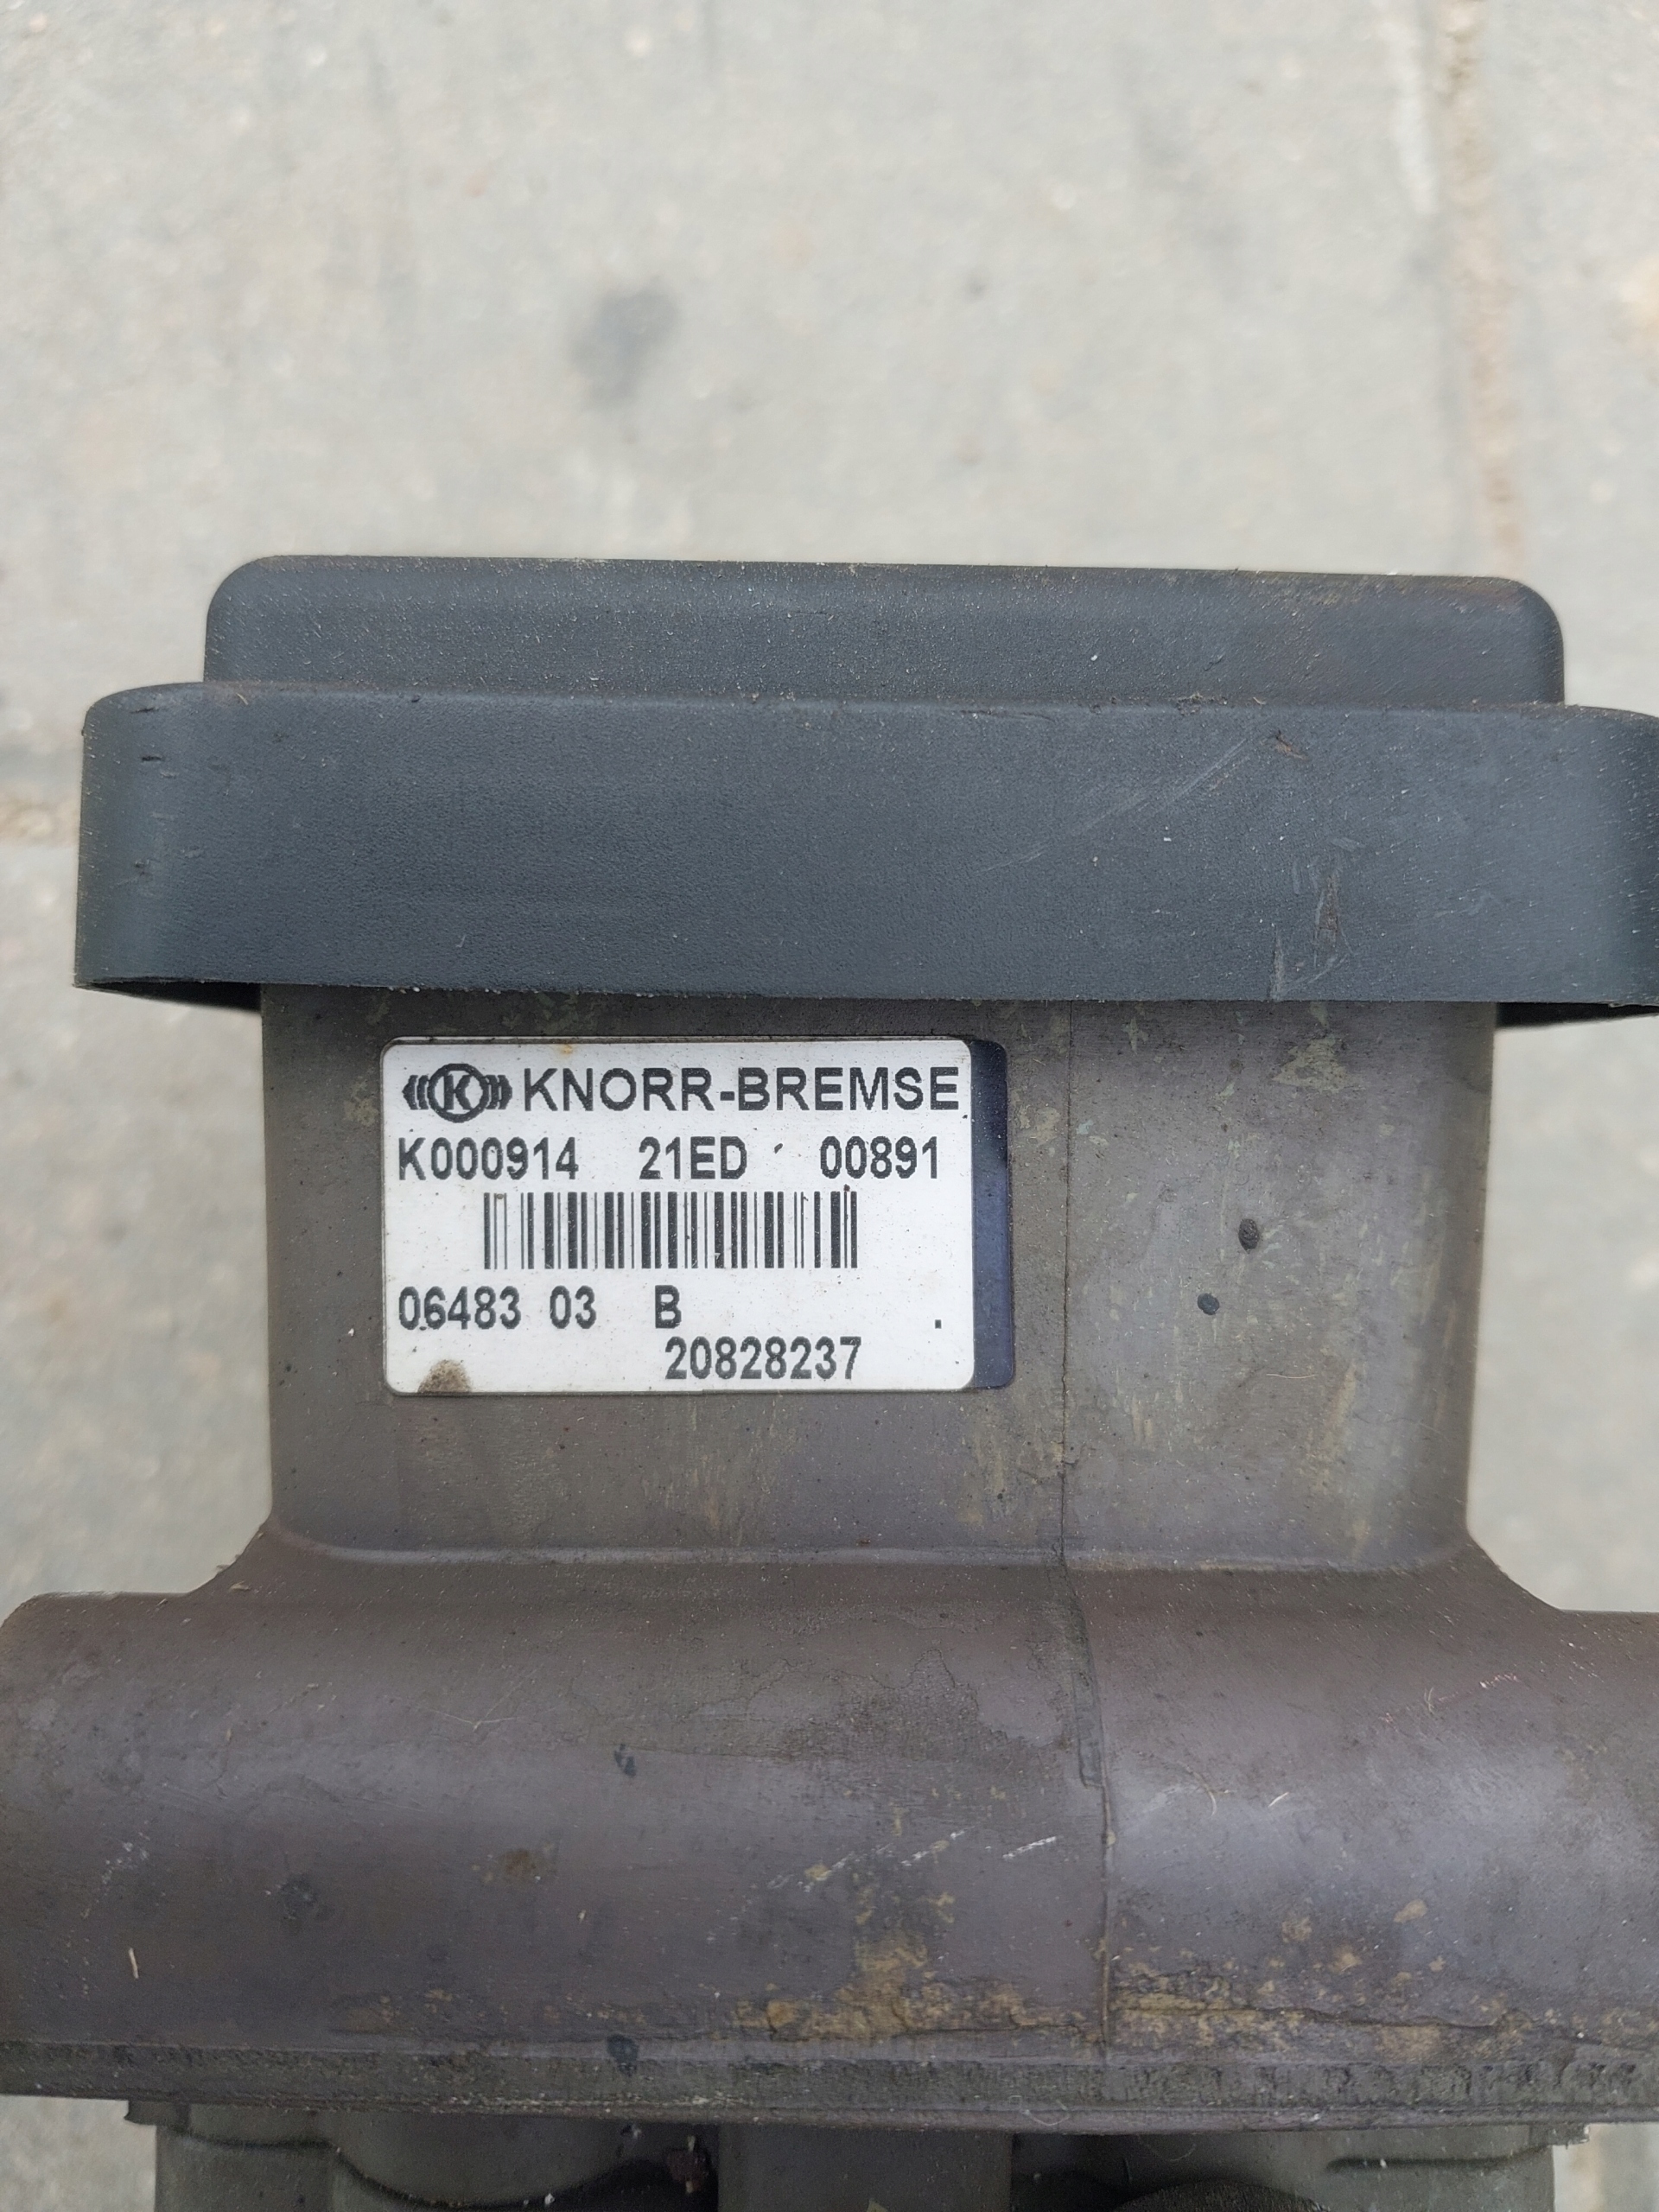 K KNORR-BREMSE
K000914 21ED 00891
06483 03 B
20828237